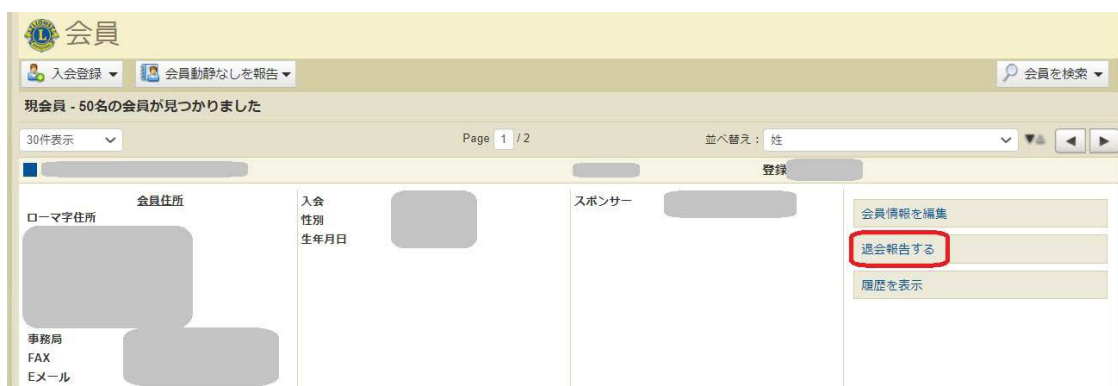 会員
入会登録 ▼ 会員動静なしを報告 ▼ 会員を検索 ▼
現会員 - 50名の会員が見つかりました
30件表示 Page 1 / 2 並べ替え： 姓 ▼▲ ◀ ▶
登録
会員住所
ローマ字住所
事務局
FAX
Eメール
入会
性別
生年月日
スポンサー
会員情報を編集
退会報告する
履歴を表示